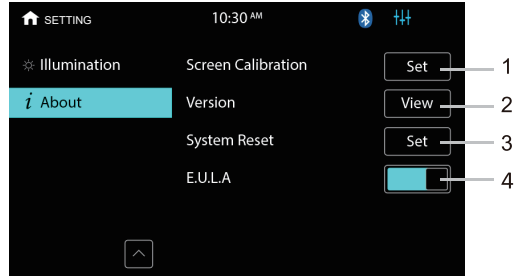 SETTING 10:30 AM
Illumination Screen Calibration Set 1
i About Version View 2
System Reset Set 3
E.U.L.A 4